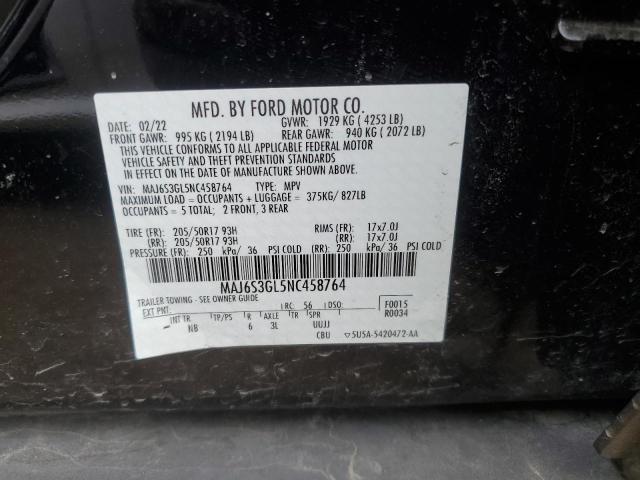 MFD. BY FORD MOTOR CO.
DATE: 02/22 GVWR: 1929 KG ( 4253 LB)
FRONT GAWR: 995 KG ( 2194 LB) REAR GAWR: 940 KG ( 2072 LB)
THIS VEHICLE CONFORMS TO ALL APPLICABLE FEDERAL MOTOR
VEHICLE SAFETY AND THEFT PREVENTION STANDARDS
IN EFFECT ON THE DATE OF MANUFACTURE SHOWN ABOVE.
VIN: MAJ6S3GL5NC458764 TYPE: MPV
MAXIMUM LOAD = OCCUPANTS + LUGGAGE = 375KG/ 827LB
OCCUPANTS = 5 TOTAL; 2 FRONT, 3 REAR
TIRE (FR): 205/50R17 93H RIMS (FR): 17x7.0J
(RR): 205/50R17 93H (RR): 17x7.0J
PRESSURE (FR): 250 kPa/ 36 PSI COLD (RR): 250 kPa/ 36 PSI COLD
MAJ6S3GL5NC458764
TRAILER TOWING - SEE OWNER GUIDE
EXT PNT: RC: 56 DSO: F0015
R0034
INT TR. TP/PS R AXLE TR SPR
NB 6 3L UUJJ
CBU 5U5A-5420472-AA